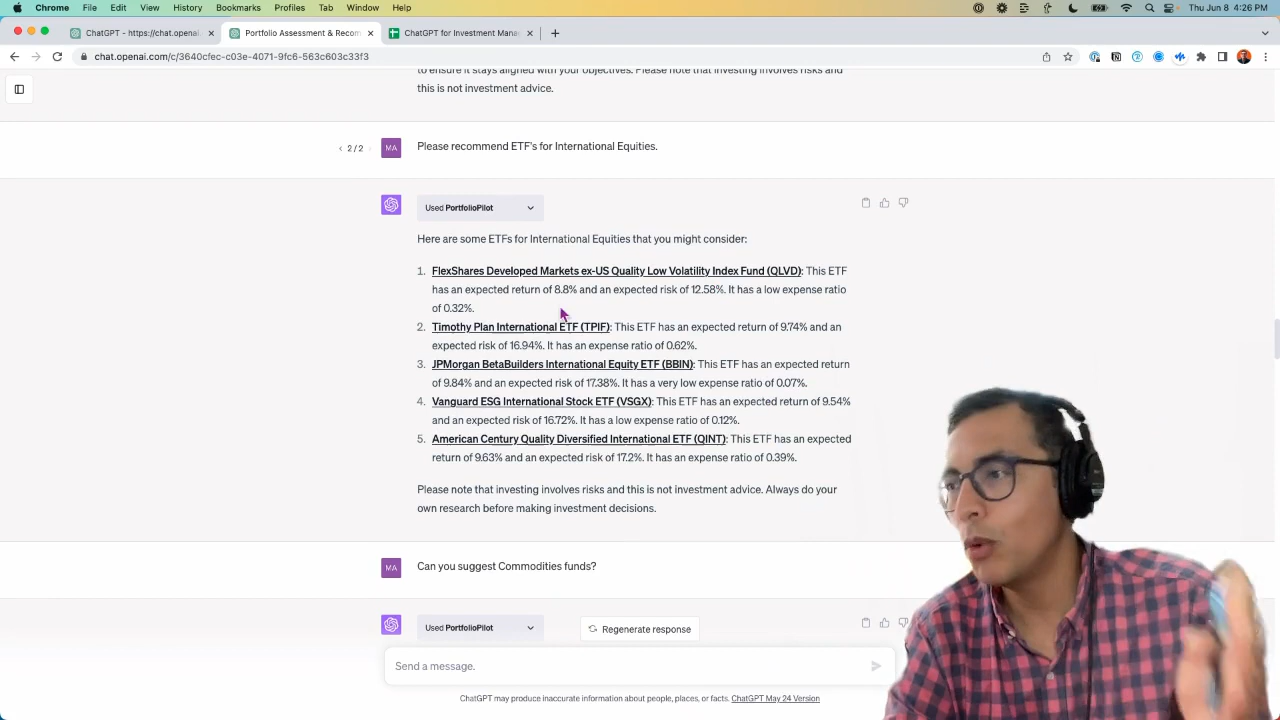 Chrome File Edit View History Bookmarks Profiles Tab Window Help Thu Jun 8 4:26 PM
ChatGPT - https://chat.openai. Portfolio Assessment & Recom ChatGPT for Investment Mana
chat.openai.com/c/3640cfec-c03e-4071-9fc6-563c603c33f3
to ensure it stays aligned with your objectives. Please note that investing involves risks and
this is not investment advice.
2 / 2 MA Please recommend ETF's for International Equities.
Used PortfolioPilot
Here are some ETFs for International Equities that you might consider:
1. FlexShares Developed Markets ex-US Quality Low Volatility Index Fund (QLVD): This ETF
has an expected return of 8.8% and an expected risk of 12.58%. It has a low expense ratio
of 0.32%.
2. Timothy Plan International ETF (TPIF): This ETF has an expected return of 9.74% and an
expected risk of 16.94%. It has an expense ratio of 0.62%.
3. JPMorgan BetaBuilders International Equity ETF (BBIN): This ETF has an expected return
of 9.84% and an expected risk of 17.38%. It has a very low expense ratio of 0.07%.
4. Vanguard ESG International Stock ETF (VSGX): This ETF has an expected return of 9.54%
and an expected risk of 16.72%. It has a low expense ratio of 0.12%.
5. American Century Quality Diversified International ETF (QINT): This ETF has an expected
return of 9.63% and an expected risk of 17.2%. It has an expense ratio of 0.39%.
Please note that investing involves risks and this is not investment advice. Always do your
own research before making investment decisions.
MA Can you suggest Commodities funds?
Used PortfolioPilot Regenerate response
Send a message.
ChatGPT may produce inaccurate information about people, places, or facts. ChatGPT May 24 Version